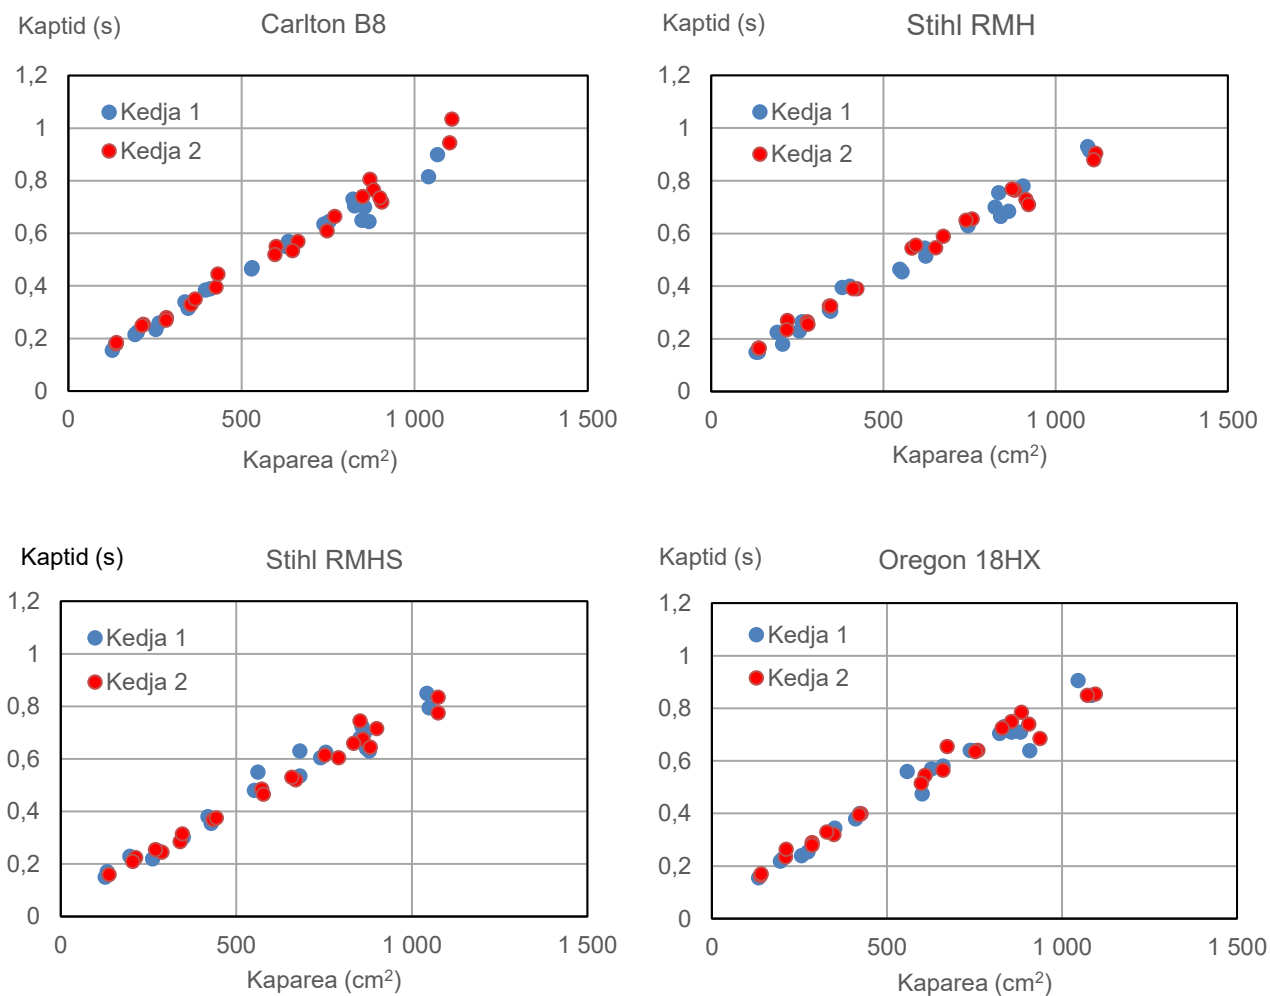 Kaptid (s)
Carlton B8
1,2
1
0,8
0,6
0,4
0,2
0
Kedja 1
Kedja 2
0 500 1 000 1 500
Kaparea (cm²)
Kaptid (s)
Stihl RMH
1,2
1
0,8
0,6
0,4
0,2
0
Kedja 1
Kedja 2
0 500 1 000 1 500
Kaparea (cm²)
Kaptid (s)
Stihl RMHS
1,2
1
0,8
0,6
0,4
0,2
0
Kedja 1
Kedja 2
0 500 1 000 1 500
Kaparea (cm²)
Kaptid (s)
Oregon 18HX
1,2
1
0,8
0,6
0,4
0,2
0
Kedja 1
Kedja 2
0 500 1 000 1 500
Kaparea (cm²)